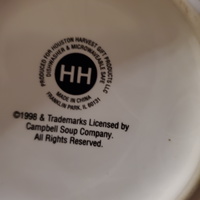 PRODUCED FOR HOUSTON HARVEST GIFT PRODUCTS LLC
DISHWASHER & MICROWAVEABLE SAFE
HH
MADE IN CHINA
FRANKLIN PARK, IL 60131
©1998 & Trademarks Licensed by
Campbell Soup Company.
All Rights Reserved.